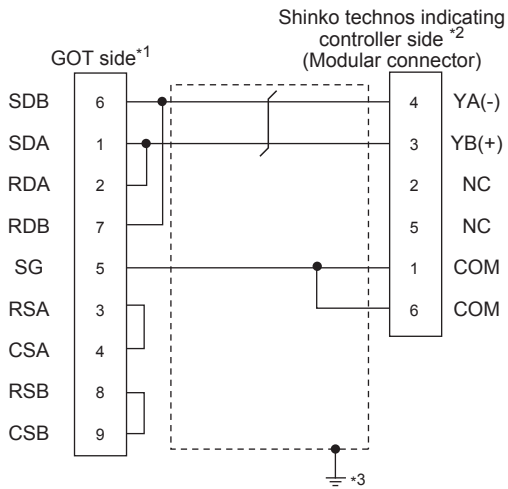 Shinko technos indicating
controller side *2
(Modular connector)
GOT side*1
SDB 6 4 YA(-)
SDA 1 3 YB(+)
RDA 2 2 NC
RDB 7 5 NC
SG 5 1 COM
RSA 3 6 COM
CSA 4
RSB 8
CSB 9
*3